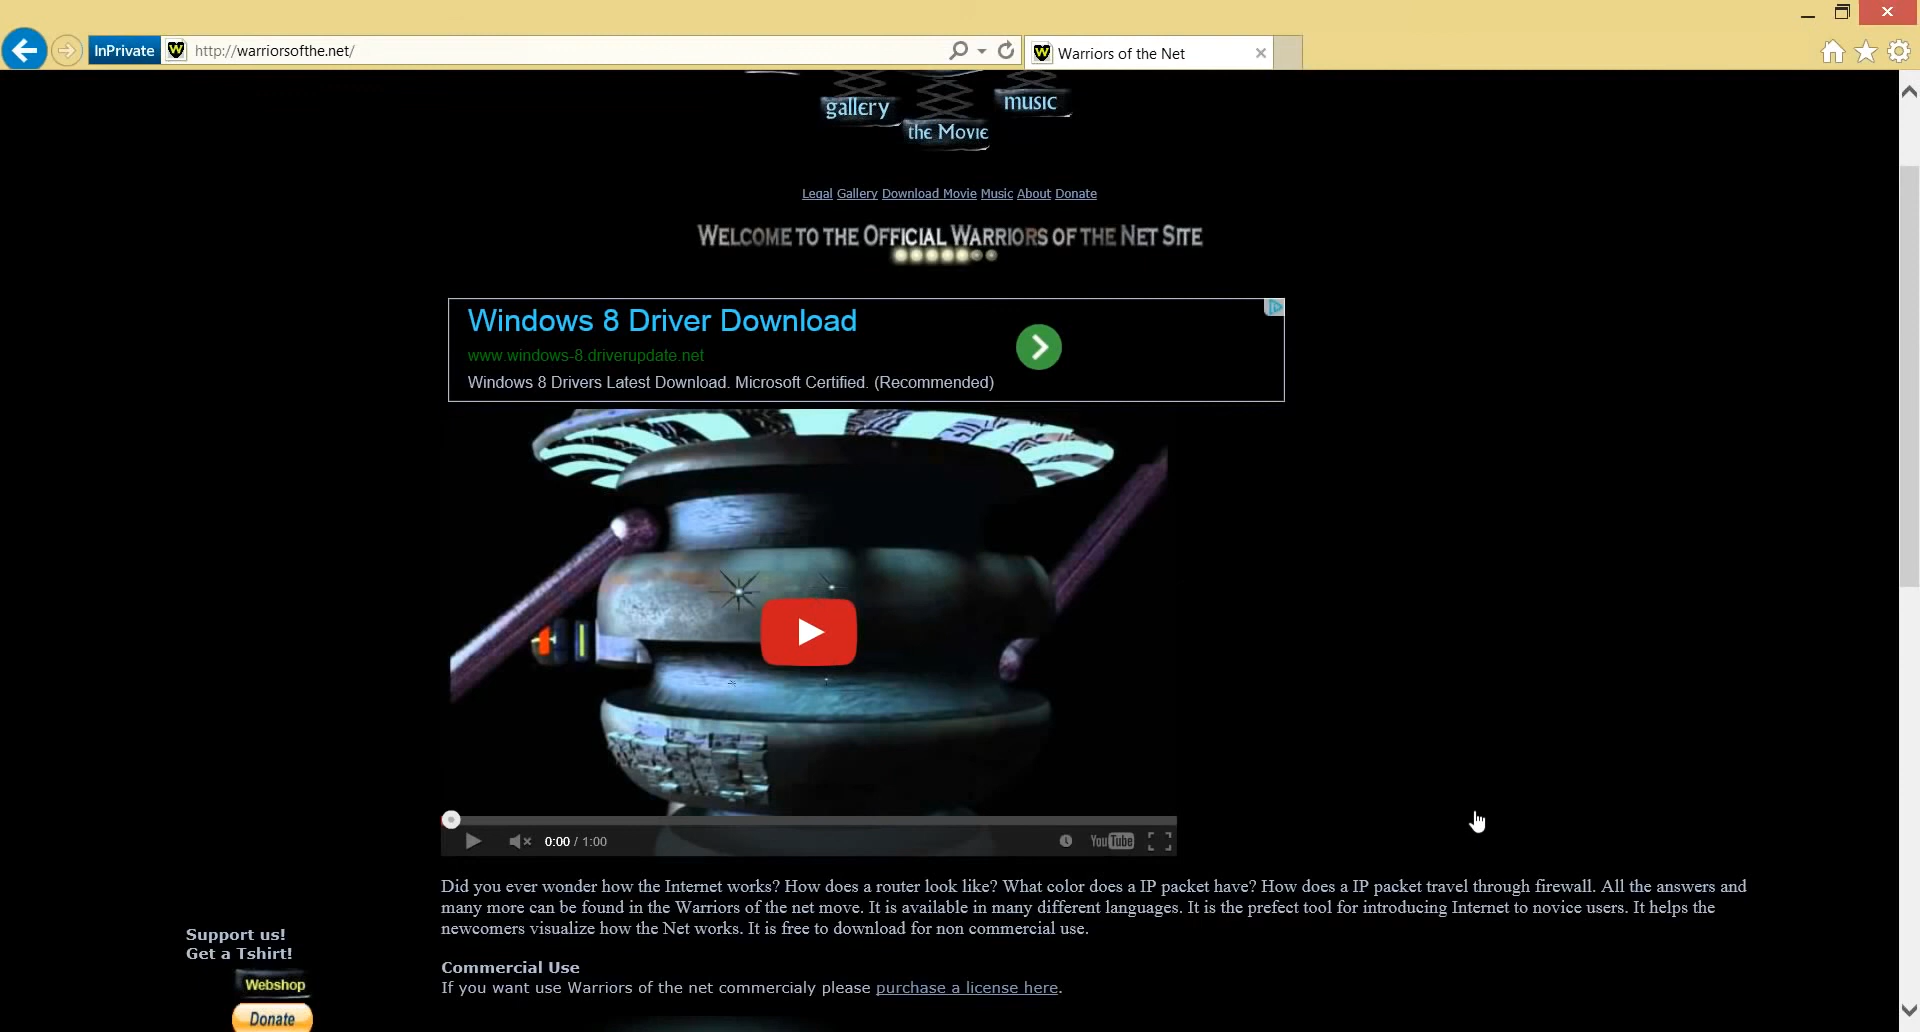 InPrivate
http://warriorsofthe.net/
Warriors of the Net
gallery
the Movie
music
Legal Gallery Download Movie Music About Donate
WELCOME TO THE OFFICIAL WARRIORS OF THE NET SITE
Windows 8 Driver Download
www.windows-8.driverupdate.net
Windows 8 Drivers Latest Download. Microsoft Certified. (Recommended)
0:00 / 1:00
YouTube
Did you ever wonder how the Internet works? How does a router look like? What color does a IP packet have? How does a IP packet travel through firewall. All the answers and
many more can be found in the Warriors of the net move. It is available in many different languages. It is the prefect tool for introducing Internet to novice users. It helps the
newcomers visualize how the Net works. It is free to download for non commercial use.
Support us!
Get a Tshirt!
Webshop
Donate
Commercial Use
If you want use Warriors of the net commercialy please purchase a license here.